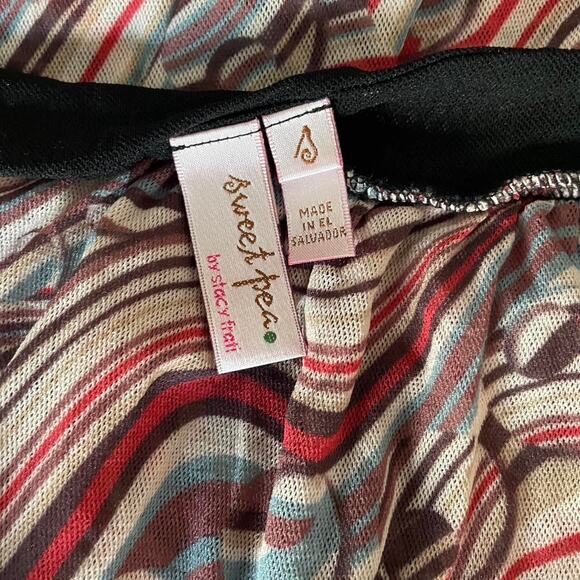 sweet pea
by stacy frati
S
MADE
IN EL
SALVADOR